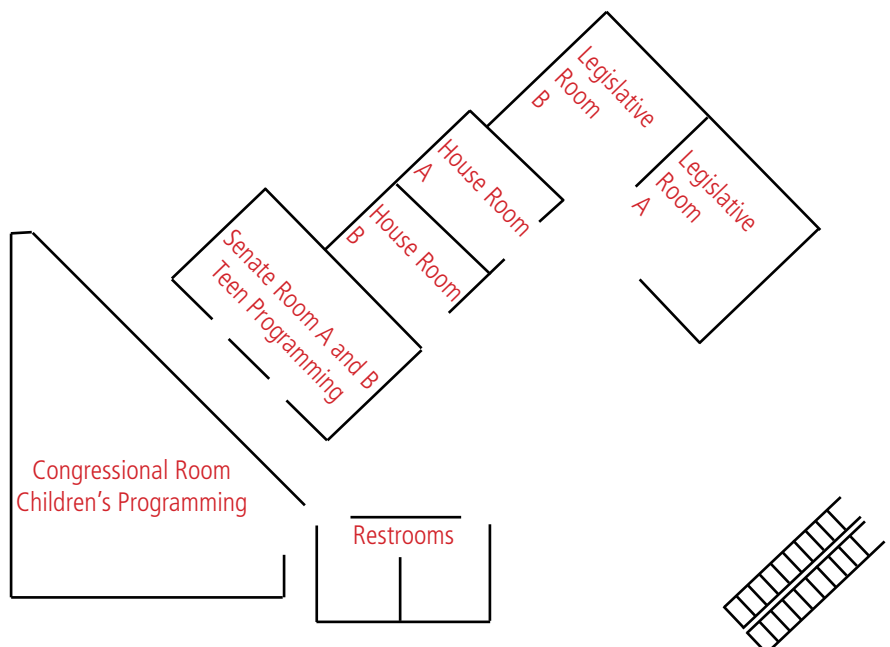 Legislative
Room
B
Legislative
Room
A
House Room
A
House Room
B
Senate Room A and B
Teen Programming
Congressional Room
Children’s Programming
Restrooms